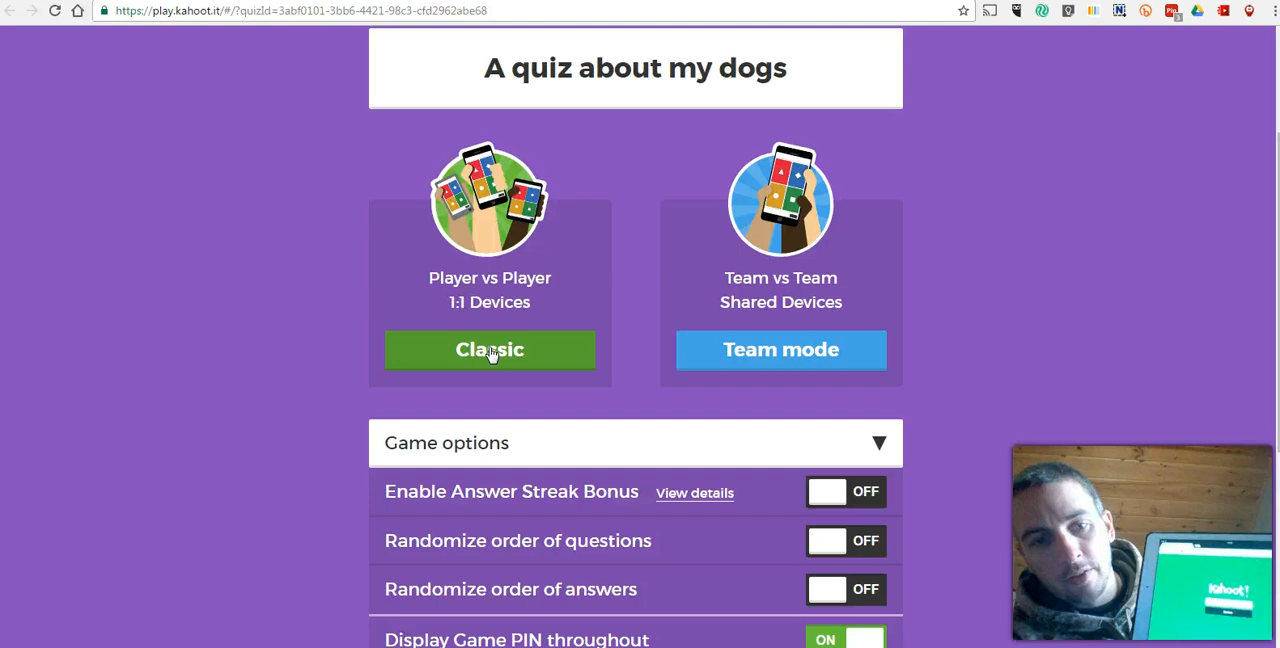 https://play.kahoot.it/#/?quizId=3abf0101-3bb6-4421-98c3-cfd2962abe68
A quiz about my dogs
Player vs Player
1:1 Devices
Classic
Team vs Team
Shared Devices
Team mode
Game options ▼
Enable Answer Streak Bonus View details OFF
Randomize order of questions OFF
Randomize order of answers OFF
Display Game PIN throughout ON
Kahoot!